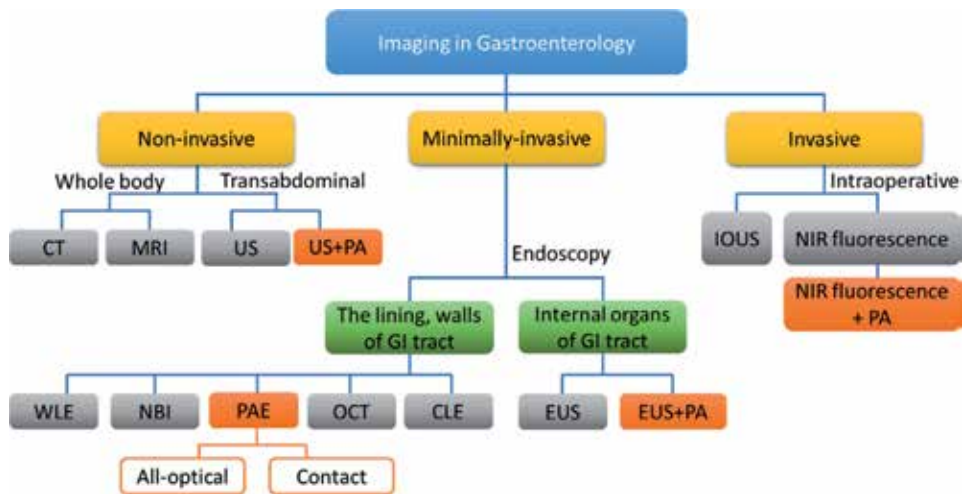 Imaging in Gastroenterology
Non-invasive
Minimally-invasive
Invasive
Whole body
Transabdominal
Intraoperative
CT
MRI
US
US+PA
IOUS
NIR fluorescence
Endoscopy
NIR fluorescence
+ PA
The lining, walls
of GI tract
Internal organs
of GI tract
WLE
NBI
PAE
OCT
CLE
EUS
EUS+PA
All-optical
Contact